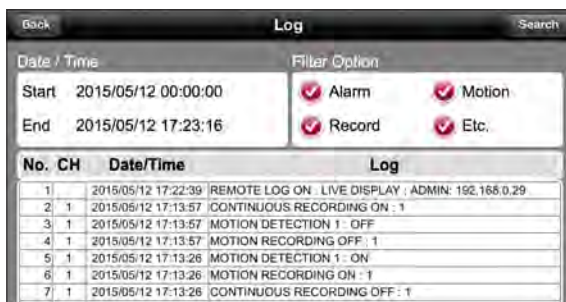 Back Log Search
Date / Time Filter Option
Start 2015/05/12 00:00:00 Alarm Motion
End 2015/05/12 17:23:16 Record Etc.
No. CH Date/Time Log
1 2015/05/12 17:22:39 REMOTE LOG ON : LIVE DISPLAY : ADMIN: 192.168.0.29
2 1 2015/05/12 17:13:57 CONTINUOUS RECORDING ON : 1
3 1 2015/05/12 17:13:57 MOTION DETECTION 1 : OFF
4 1 2015/05/12 17:13:57 MOTION RECORDING OFF : 1
5 1 2015/05/12 17:13:26 MOTION DETECTION 1 : ON
6 1 2015/05/12 17:13:26 MOTION RECORDING ON : 1
7 1 2015/05/12 17:13:26 CONTINUOUS RECORDING OFF : 1